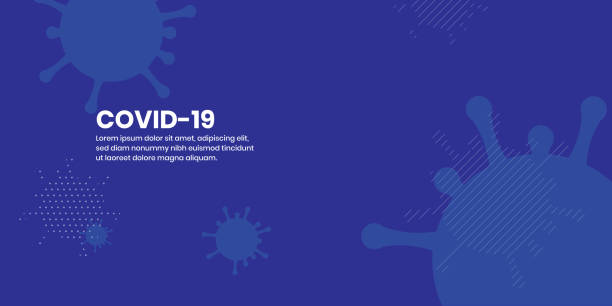 COVID-19
Lorem ipsum dolor sit amet, adipiscing elit,
sed diam nonummy nibh euismod tincidunt
ut laoreet dolore magna aliquam.